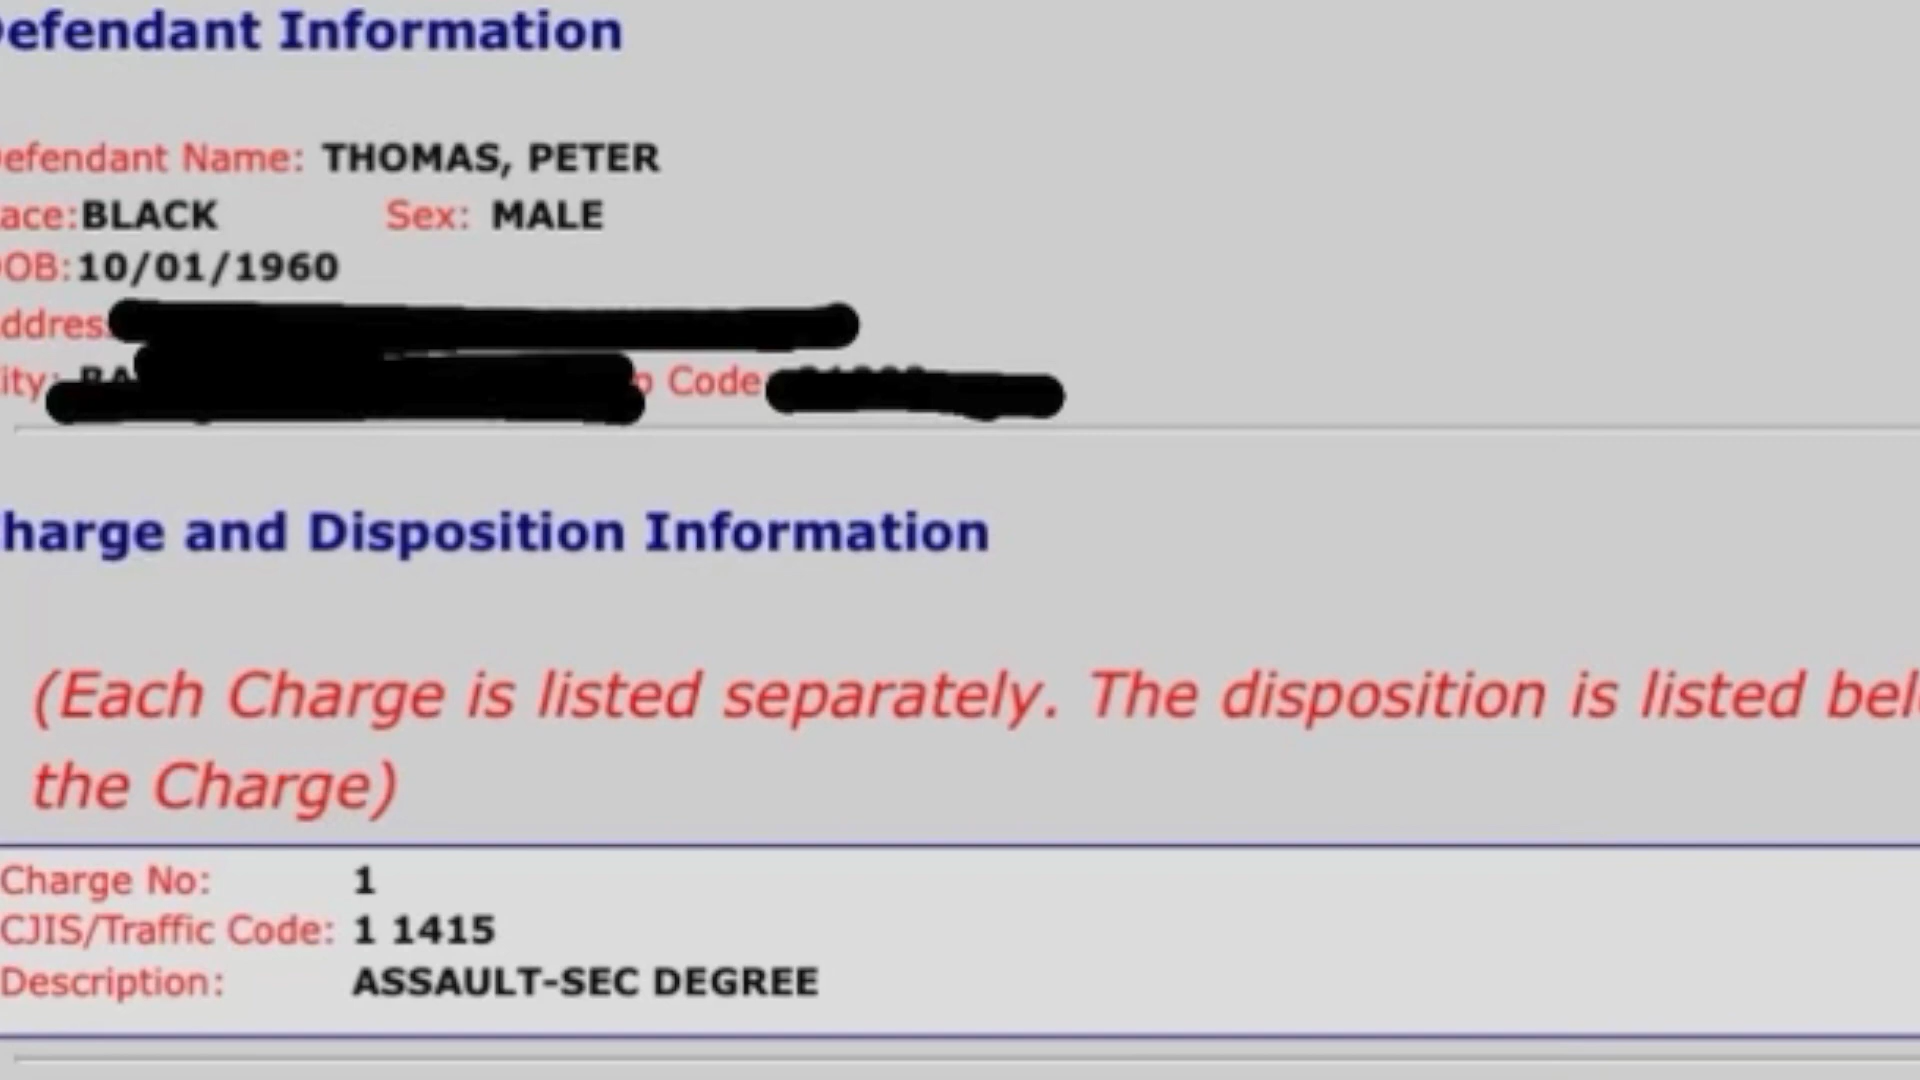 efendant Information
efendant Name: THOMAS, PETER
ace: BLACK Sex: MALE
OB: 10/01/1960
ddres
ity: BA p Code
harge and Disposition Information
(Each Charge is listed separately. The disposition is listed bel
the Charge)
Charge No: 1
CJIS/Traffic Code: 1 1415
Description: ASSAULT-SEC DEGREE